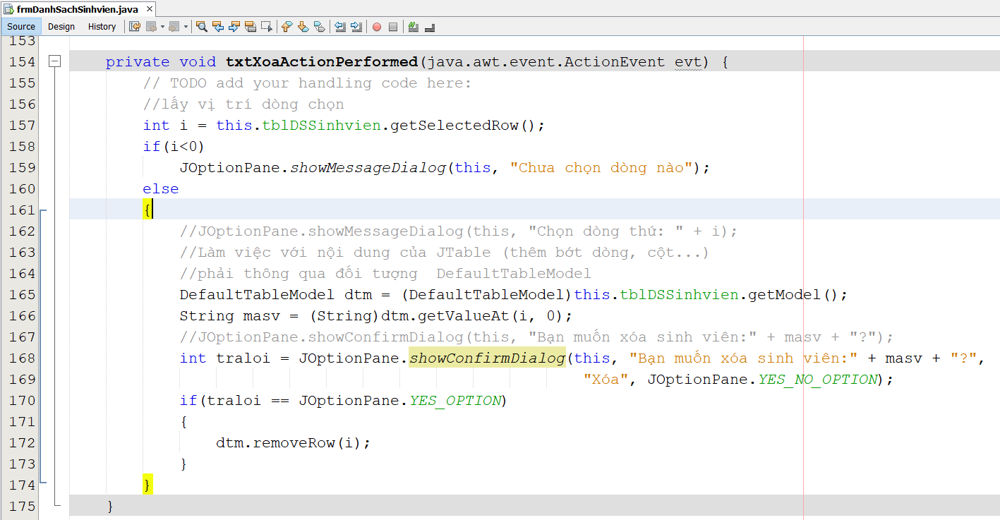 frmDanhSachSinhvien.java ×
Source Design History
153
154 private void txtXoaActionPerformed(java.awt.event.ActionEvent evt) {
155 // TODO add your handling code here:
156 //lấy vị trí dòng chọn
157 int i = this.tblDSSinhvien.getSelectedRow();
158 if(i<0)
159 JOptionPane.showMessageDialog(this, "Chưa chọn dòng nào");
160 else
161 {
162 //JOptionPane.showMessageDialog(this, "Chọn dòng thứ: " + i);
163 //Làm việc với nội dung của JTable (thêm bớt dòng, cột...)
164 //phải thông qua đối tượng  DefaultTableModel
165 DefaultTableModel dtm = (DefaultTableModel)this.tblDSSinhvien.getModel();
166 String masv = (String)dtm.getValueAt(i, 0);
167 //JOptionPane.showConfirmDialog(this, "Bạn muốn xóa sinh viên:" + masv + "?");
168 int traloi = JOptionPane.showConfirmDialog(this, "Bạn muốn xóa sinh viên:" + masv + "?",
169 "Xóa", JOptionPane.YES_NO_OPTION);
170 if(traloi == JOptionPane.YES_OPTION)
171 {
172 dtm.removeRow(i);
173 }
174 }
175 }